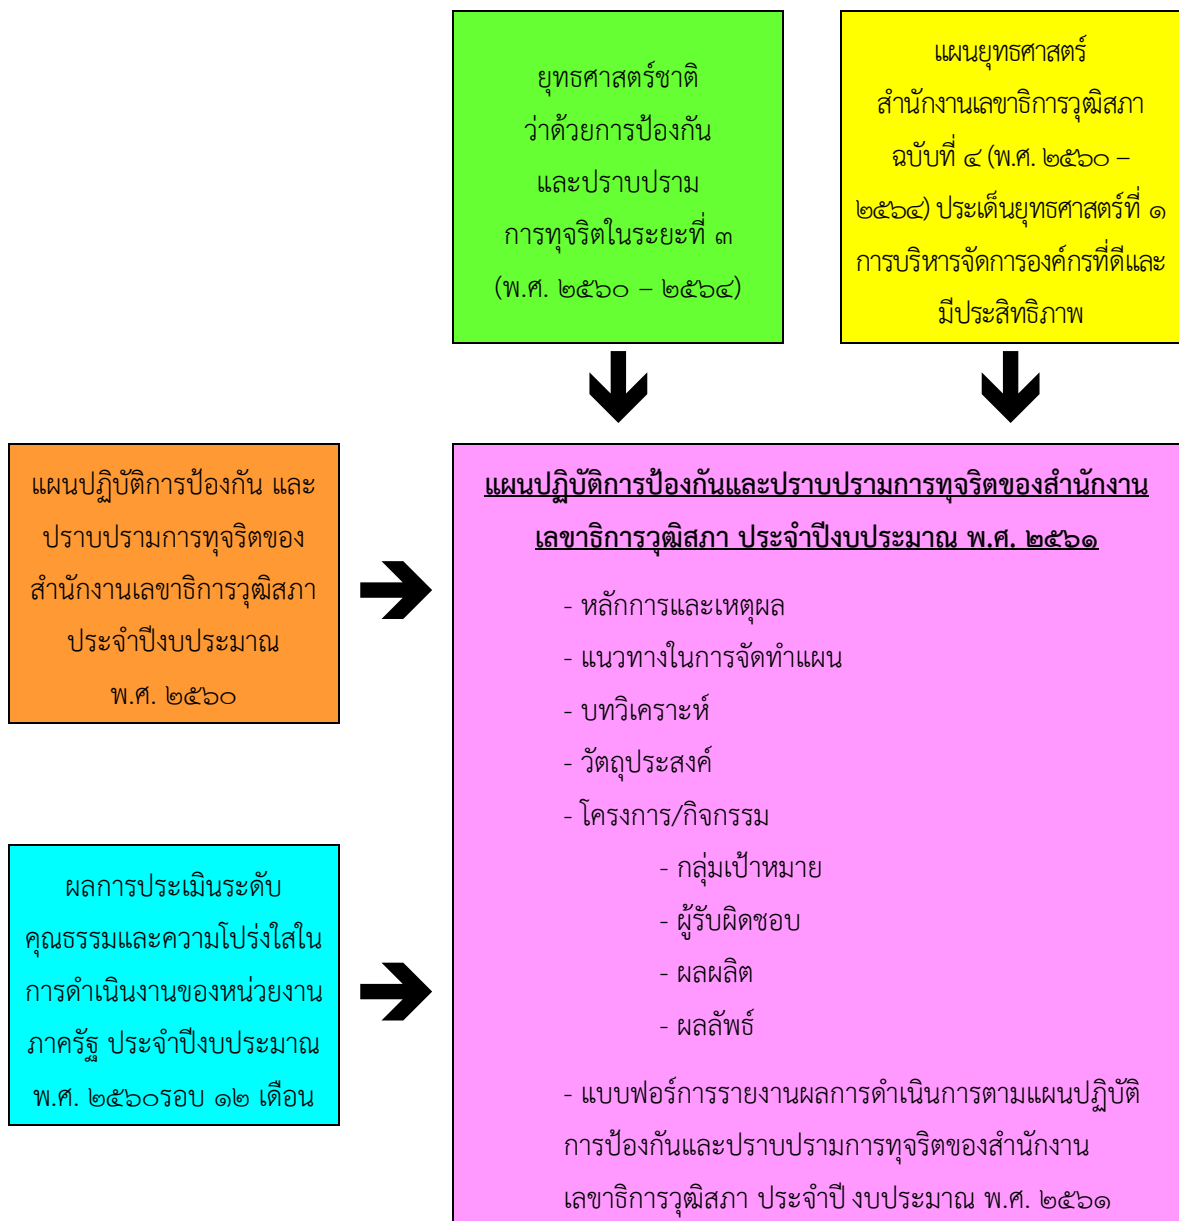 ยุทธศาสตร์ชาติ
ว่าด้วยการป้องกัน
และปราบปราม
การทุจริตในระยะที่ ๓
(พ.ศ. ๒๕๖๐ – ๒๕๖๔)
แผนยุทธศาสตร์
สำนักงานเลขาธิการวุฒิสภา
ฉบับที่ ๔ (พ.ศ. ๒๕๖๐ –
๒๕๖๔) ประเด็นยุทธศาสตร์ที่ ๑
การบริหารจัดการองค์กรที่ดีและ
มีประสิทธิภาพ
แผนปฏิบัติการป้องกัน และ
ปราบปรามการทุจริตของ
สำนักงานเลขาธิการวุฒิสภา
ประจำปีงบประมาณ
พ.ศ. ๒๕๖๐
แผนปฏิบัติการป้องกันและปราบปรามการทุจริตของสำนักงาน
เลขาธิการวุฒิสภา ประจำปีงบประมาณ พ.ศ. ๒๕๖๑
- หลักการและเหตุผล
- แนวทางในการจัดทำแผน
- บทวิเคราะห์
- วัตถุประสงค์
- โครงการ/กิจกรรม
- กลุ่มเป้าหมาย
- ผู้รับผิดชอบ
- ผลผลิต
- ผลลัพธ์
- แบบฟอร์การรายงานผลการดำเนินการตามแผนปฏิบัติ
การป้องกันและปราบปรามการทุจริตของสำนักงาน
เลขาธิการวุฒิสภา ประจำปี งบประมาณ พ.ศ. ๒๕๖๑
ผลการประเมินระดับ
คุณธรรมและความโปร่งใสใน
การดำเนินงานของหน่วยงาน
ภาครัฐ ประจำปีงบประมาณ
พ.ศ. ๒๕๖๐รอบ ๑๒ เดือน